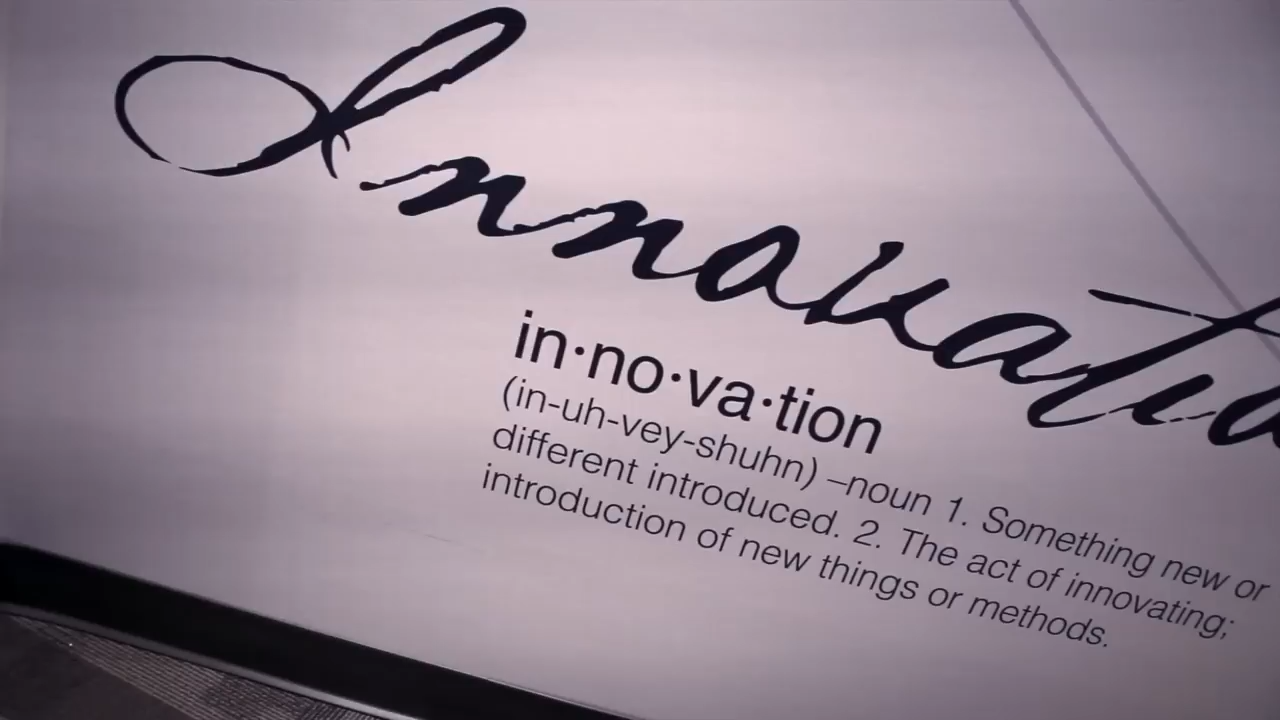 Innovatio
in·no·va·tion
(in-uh-vey-shuhn) –noun 1. Something new or
different introduced. 2. The act of innovating;
introduction of new things or methods.